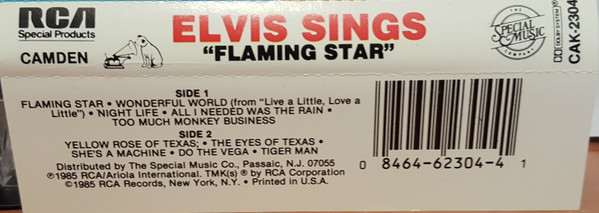 RCA
Special Products
CAMDEN
ELVIS SINGS
"FLAMING STAR"
THE
Special
Music
COMPANY
DOLBY SYSTEM
CAK-2304
SIDE 1
FLAMING STAR • WONDERFUL WORLD (from "Live a Little, Love a
Little") • NIGHT LIFE • ALL I NEEDED WAS THE RAIN •
TOO MUCH MONKEY BUSINESS
SIDE 2
YELLOW ROSE OF TEXAS; • THE EYES OF TEXAS •
SHE'S A MACHINE • DO THE VEGA • TIGER MAN
Distributed by The Special Music Co., Passaic, N.J. 07055
℗1985 RCA/Ariola International. TMK(s) ® by RCA Corporation
©1985 RCA Records, New York, N.Y. • Printed in U.S.A.
0 8464-62304-4 1